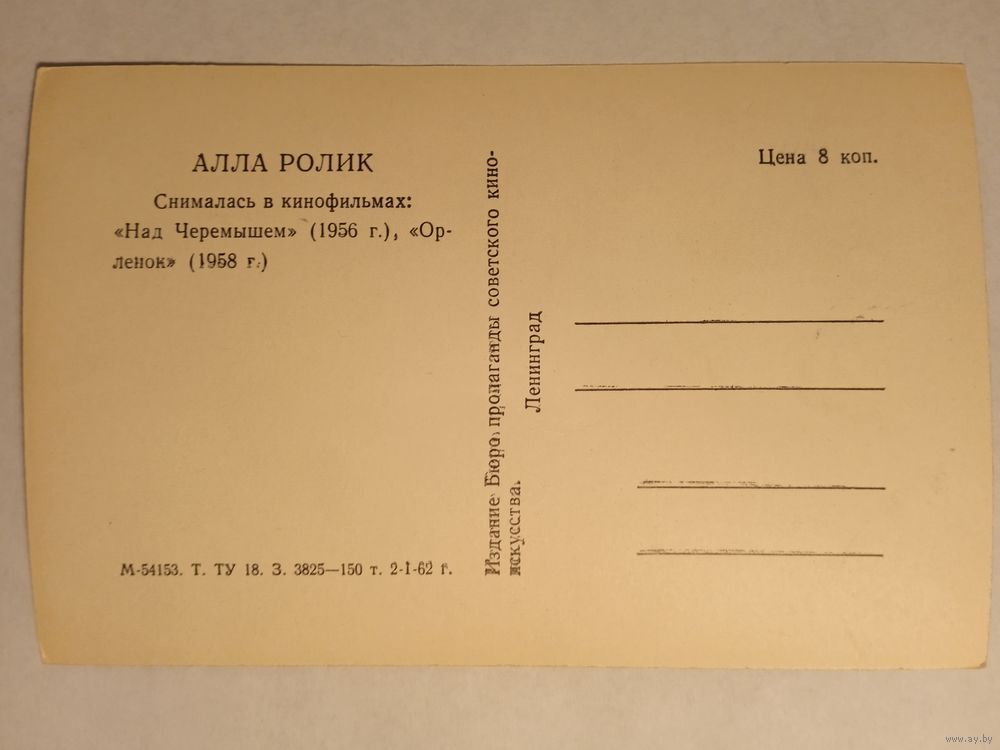 АЛЛА РОЛИК
Снималась в кинофильмах:
«Над Черемышем» (1956 г.), «Ор-
ленок» (1958 г.)
М-54153. Т. ТУ 18. З. 3825—150 т. 2-I-62 г.
Издание Бюро пропаганды советского кино-
искусства.
Ленинград
Цена 8 коп.
www.ay.by